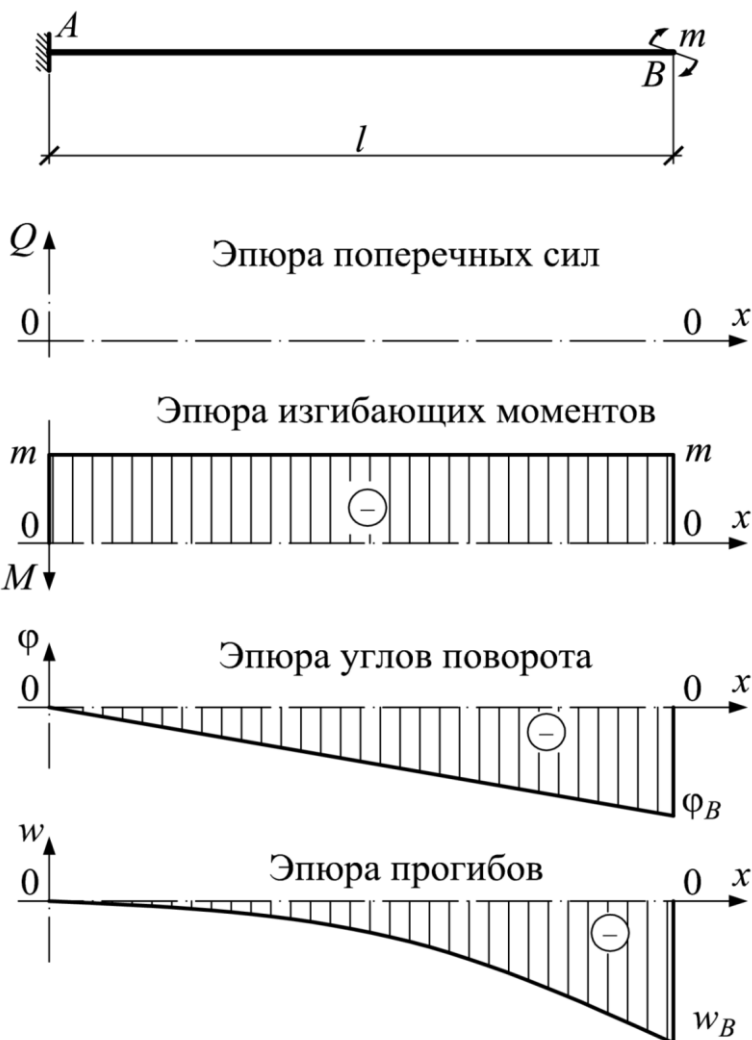 A
m
B
l
Q
Эпюра поперечных сил
0
0 x
Эпюра изгибающих моментов
m
m
–
0
0 x
M
φ
Эпюра углов поворота
0
0 x
–
φB
w
Эпюра прогибов
0
0 x
–
wB